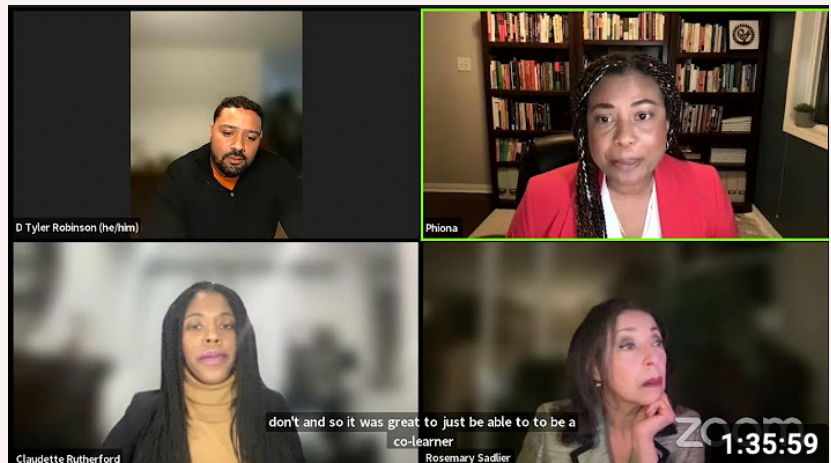 D Tyler Robinson (he/him)
Phiona
don't and so it was great to just be able to to be a
co-learner
Claudette Rutherford
Rosemary Sadlier
zoom
1:35:59